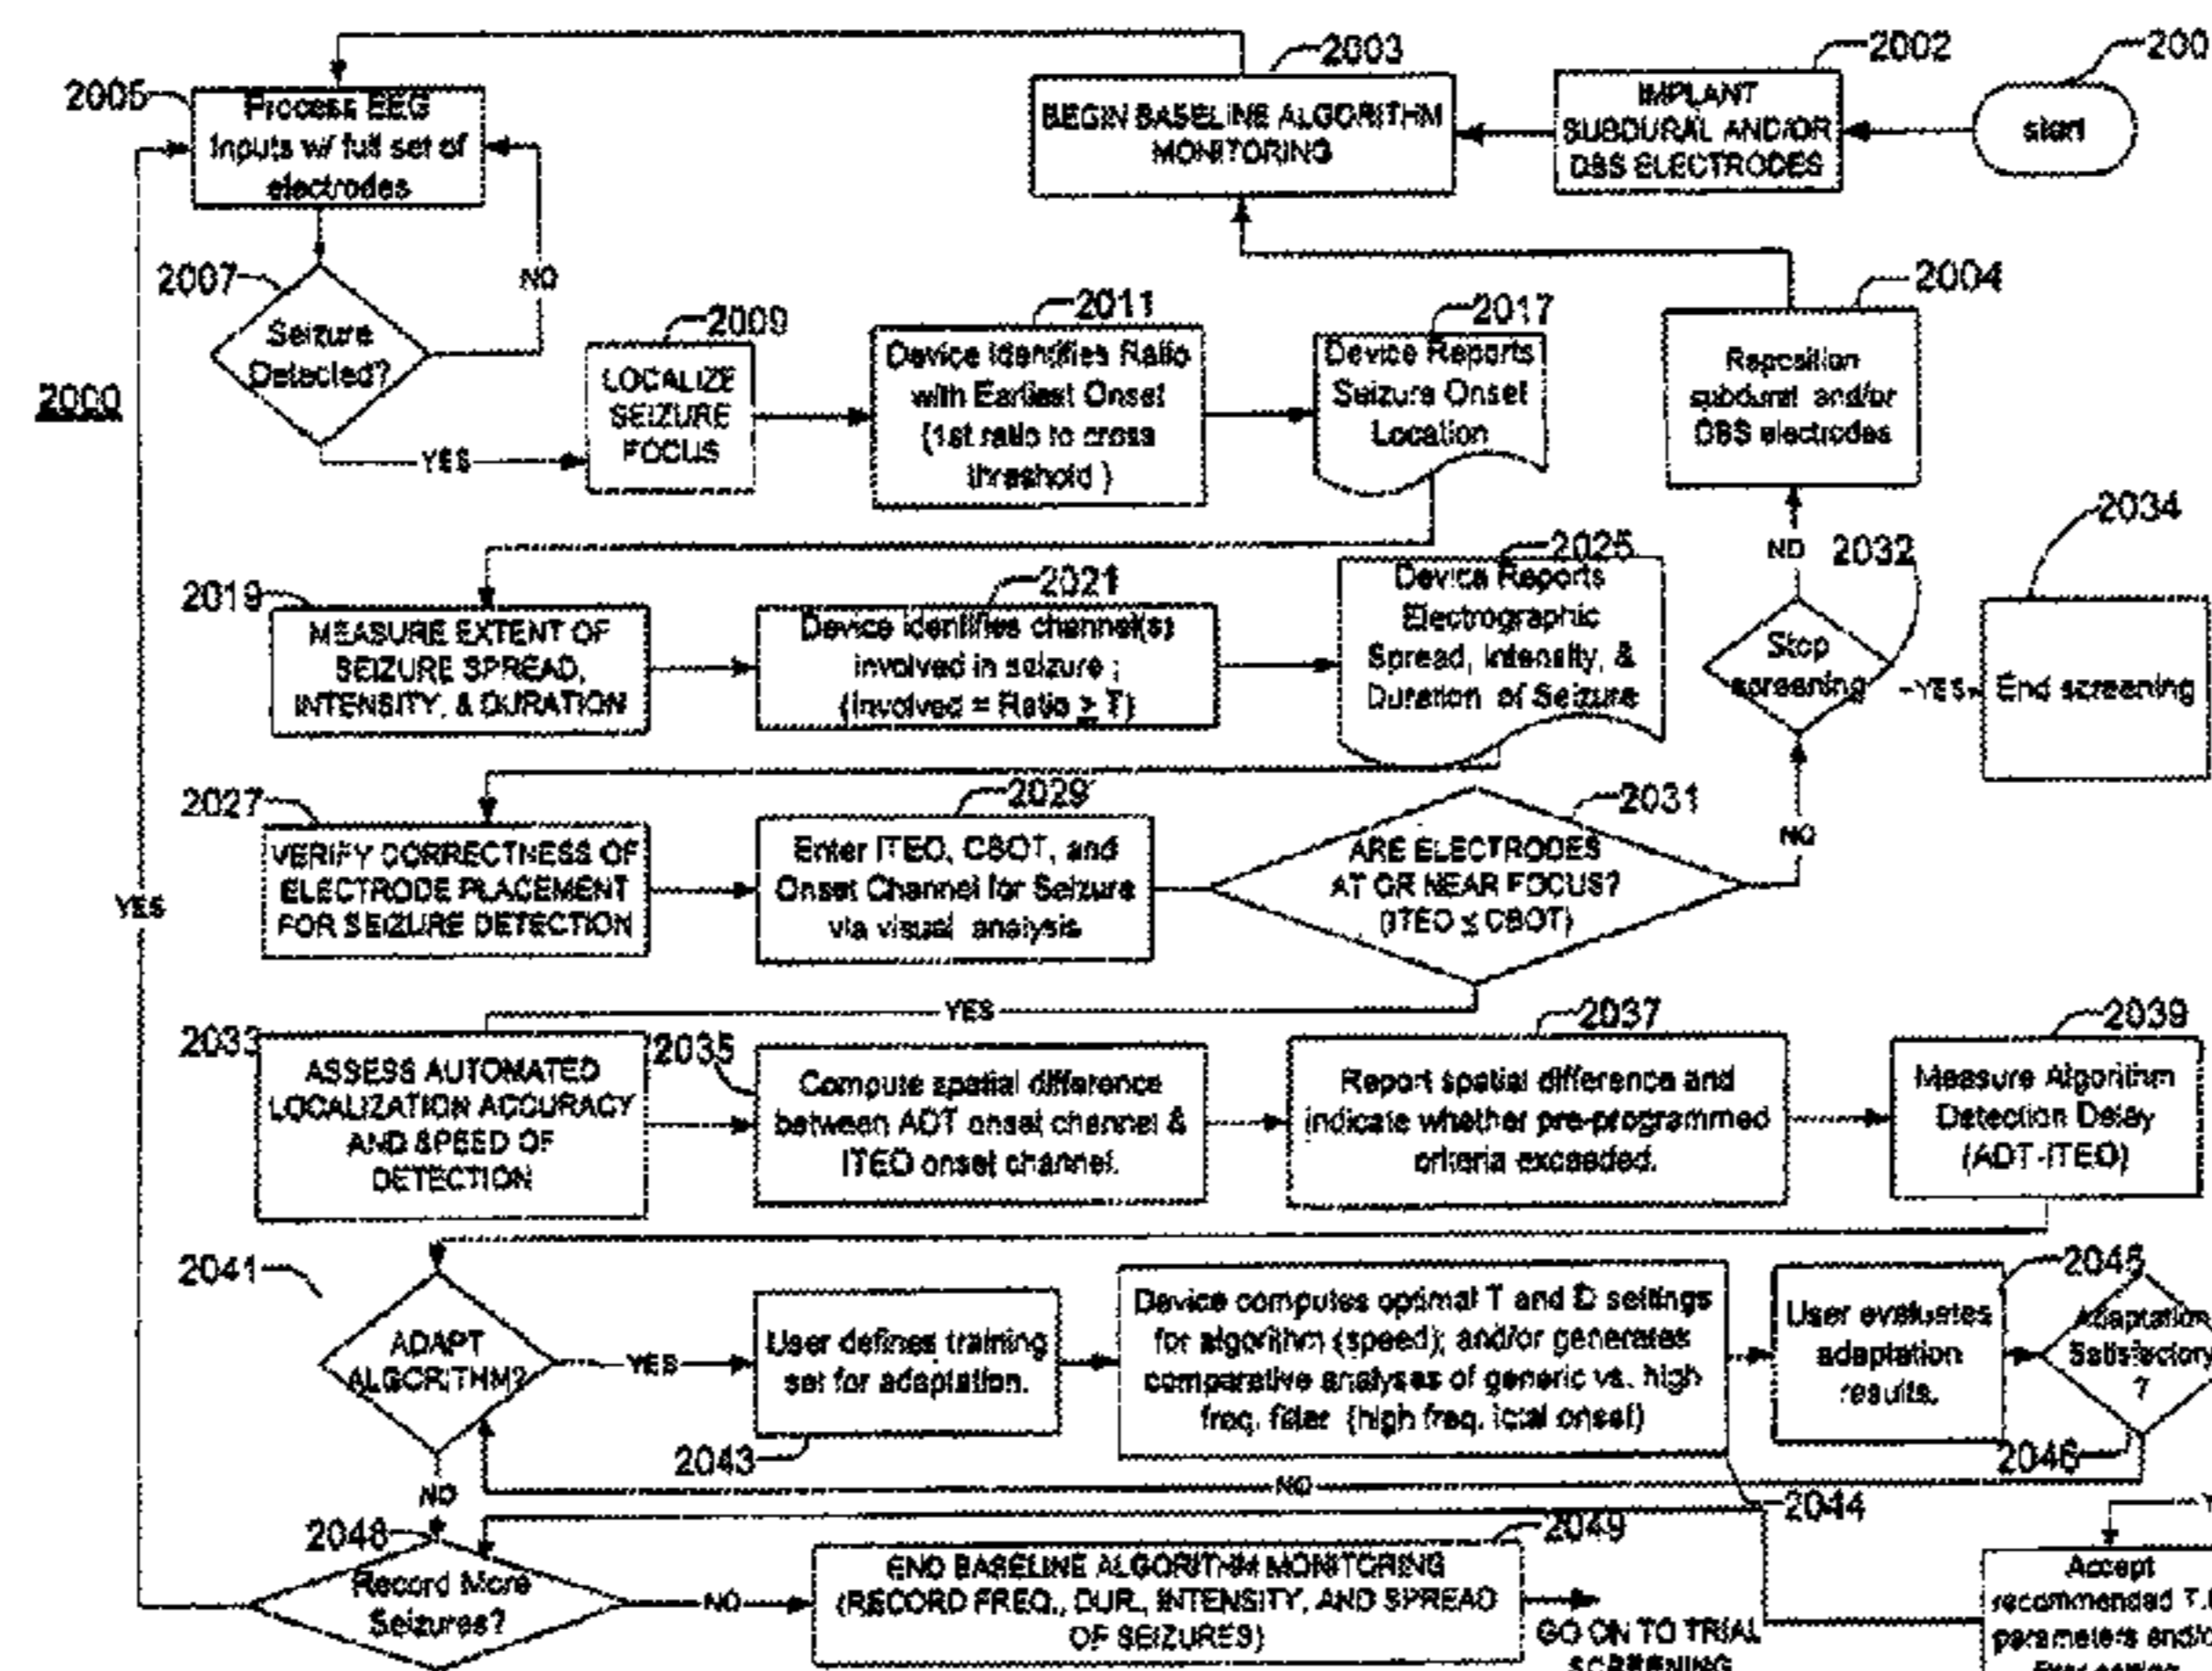 2003
2002
200
2005
Process EEG
Inputs w/ full set of
electrodes
BEGIN BASELINE ALGORITHM
MONITORING
IMPLANT
SUBDURAL AND/OR
DBS ELECTRODES
start
2007
NO
Seizure
Detected?
YES
2000
2009
LOCALIZE
SEIZURE
FOCUS
2011
Device Identifies Ratio
with Earliest Onset
(1st ratio to cross
threshold )
2017
Device Reports
Seizure Onset
Location
2004
Reposition
subdural and/or
DBS electrodes
2034
NO
2032
2019
MEASURE EXTENT OF
SEIZURE SPREAD,
INTENSITY, & DURATION
2021
Device identifies channel(s)
involved in seizure ;
(involved = Ratio ≥ T)
2025
Device Reports
Electrographic
Spread, Intensity, &
Duration of Seizure
Stop
screening
YES
End screening
2027
VERIFY CORRECTNESS OF
ELECTRODE PLACEMENT
FOR SEIZURE DETECTION
2029
Enter ITEO, CBOT, and
Onset Channel for Seizure
via visual analysis
2031
ARE ELECTRODES
AT OR NEAR FOCUS?
(ITEO ≤ CBOT)
NO
YES
YES
2033
ASSESS AUTOMATED
LOCALIZATION ACCURACY
AND SPEED OF
DETECTION
2035
Compute spatial difference
between ADT onset channel &
ITEO onset channel.
2037
Report spatial difference and
indicate whether pre-programmed
criteria exceeded.
2039
Measure Algorithm
Detection Delay
(ADT-ITEO)
2041
ADAPT
ALGORITHM?
YES
User defines training
set for adaptation.
2043
Device computes optimal T and D settings
for algorithm (speed); and/or generates
comparative analyses of generic vs. high
freq. filter (high freq. ictal onset)
2044
2045
User evaluates
adaptation
results.
Adaptation
Satisfactory
?
2046
NO
NO
2048
Record More
Seizures?
NO
2049
END BASELINE ALGORITHM MONITORING
(RECORD FREQ., DUR., INTENSITY, AND SPREAD
OF SEIZURES)
GO ON TO TRIAL
SCREENING
Accept
recommended T,
parameters and/o